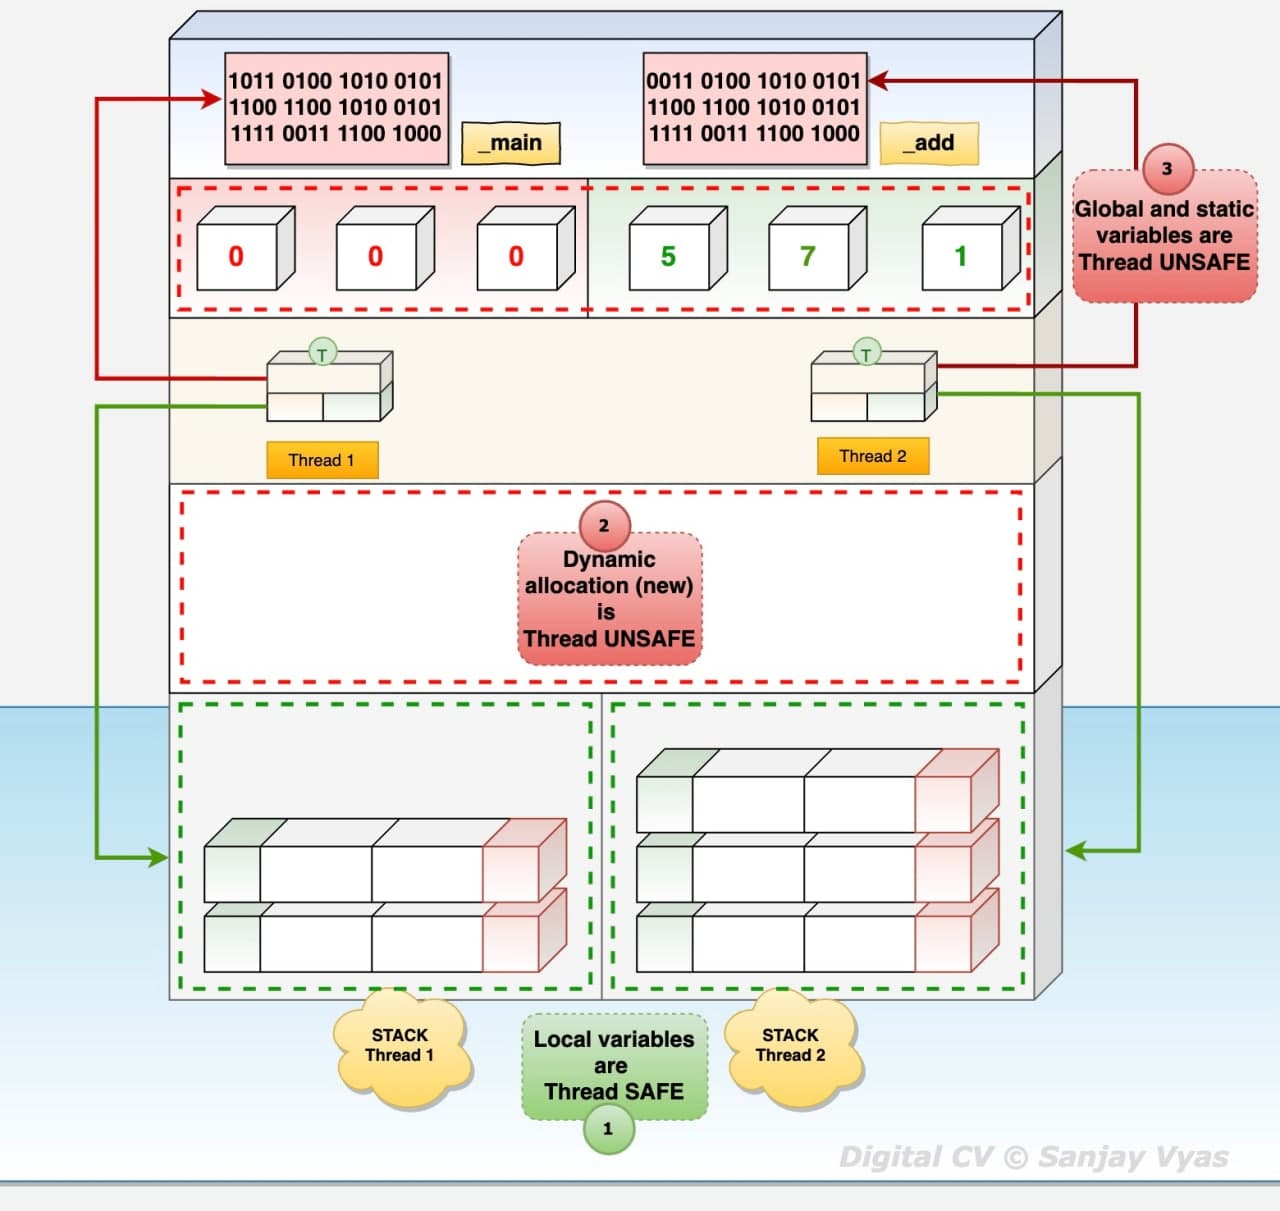 1011 0100 1010 0101
1100 1100 1010 0101
1111 0011 1100 1000
_main
0011 0100 1010 0101
1100 1100 1010 0101
1111 0011 1100 1000
_add
3
Global and static
variables are
Thread UNSAFE
0
0
0
5
7
1
T
Thread 1
T
Thread 2
2
Dynamic
allocation (new)
is
Thread UNSAFE
STACK
Thread 1
Local variables
are
Thread SAFE
1
STACK
Thread 2
Digital CV © Sanjay Vyas